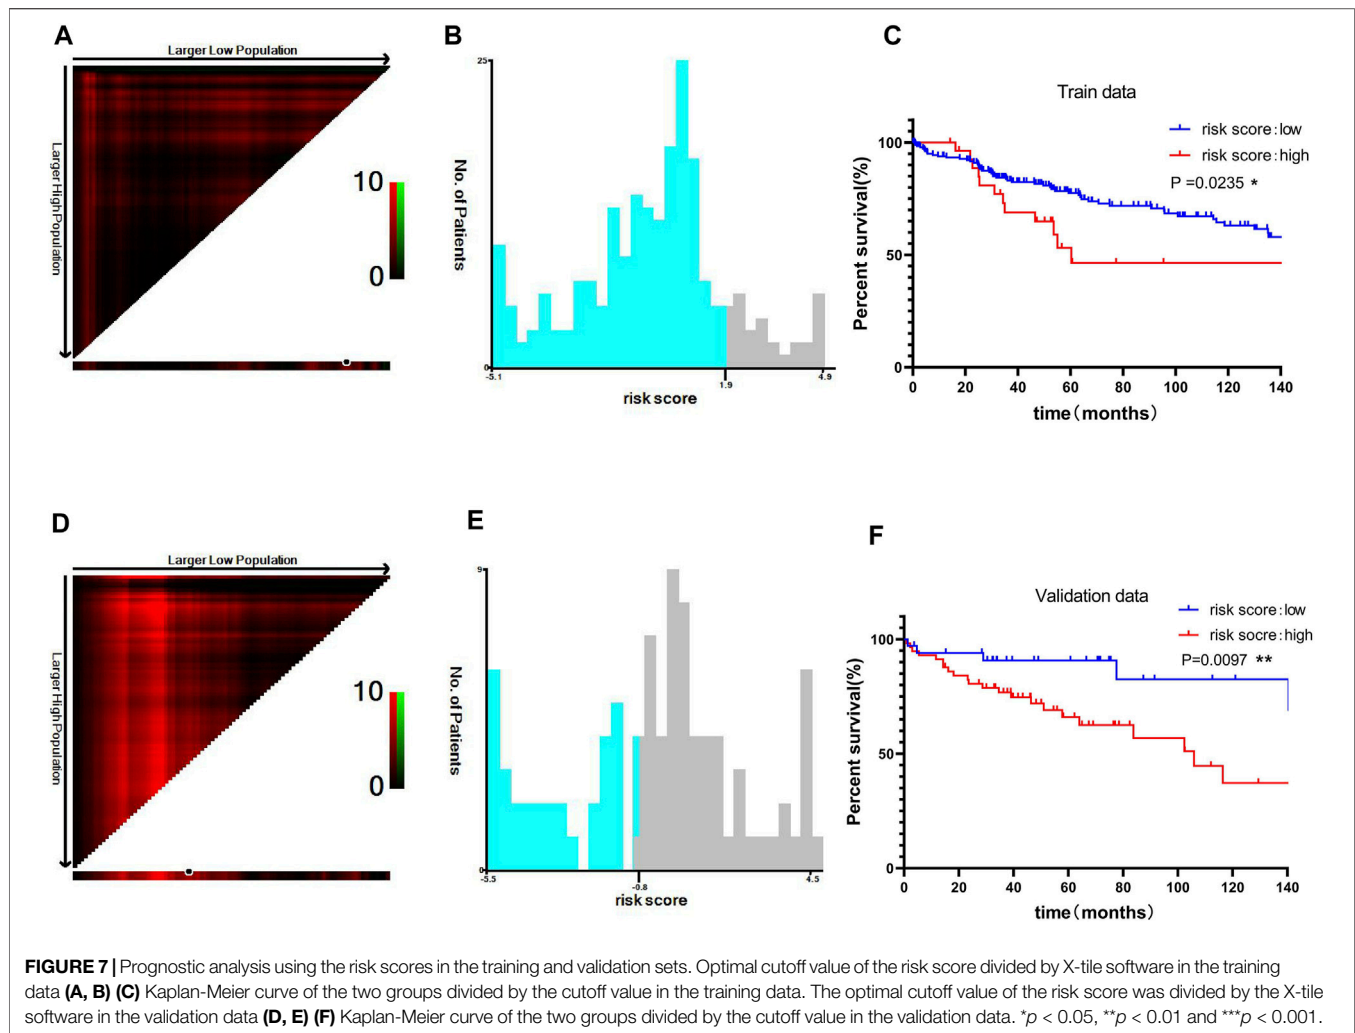 A
Larger Low Population
Larger High Population
10
0
B
25
No. of Patients
0
-5.1
1.9
4.9
risk score
C
Train data
risk score:low
risk score:high
P =0.0235 *
Percent survival(%)
100
50
0
0 20 40 60 80 100 120 140
time(months)
D
Larger Low Population
Larger High Population
10
0
E
9
No. of Patients
0
-5.5
-0.8
4.5
risk score
F
Validation data
risk score:low
risk socre:high
P=0.0097 **
Percent survival(%)
100
50
0
0 20 40 60 80 100 120 140
time(months)
FIGURE 7 | Prognostic analysis using the risk scores in the training and validation sets. Optimal cutoff value of the risk score divided by X-tile software in the training
data (A, B) (C) Kaplan-Meier curve of the two groups divided by the cutoff value in the training data. The optimal cutoff value of the risk score was divided by the X-tile
software in the validation data (D, E) (F) Kaplan-Meier curve of the two groups divided by the cutoff value in the validation data. *p < 0.05, **p < 0.01 and ***p < 0.001.